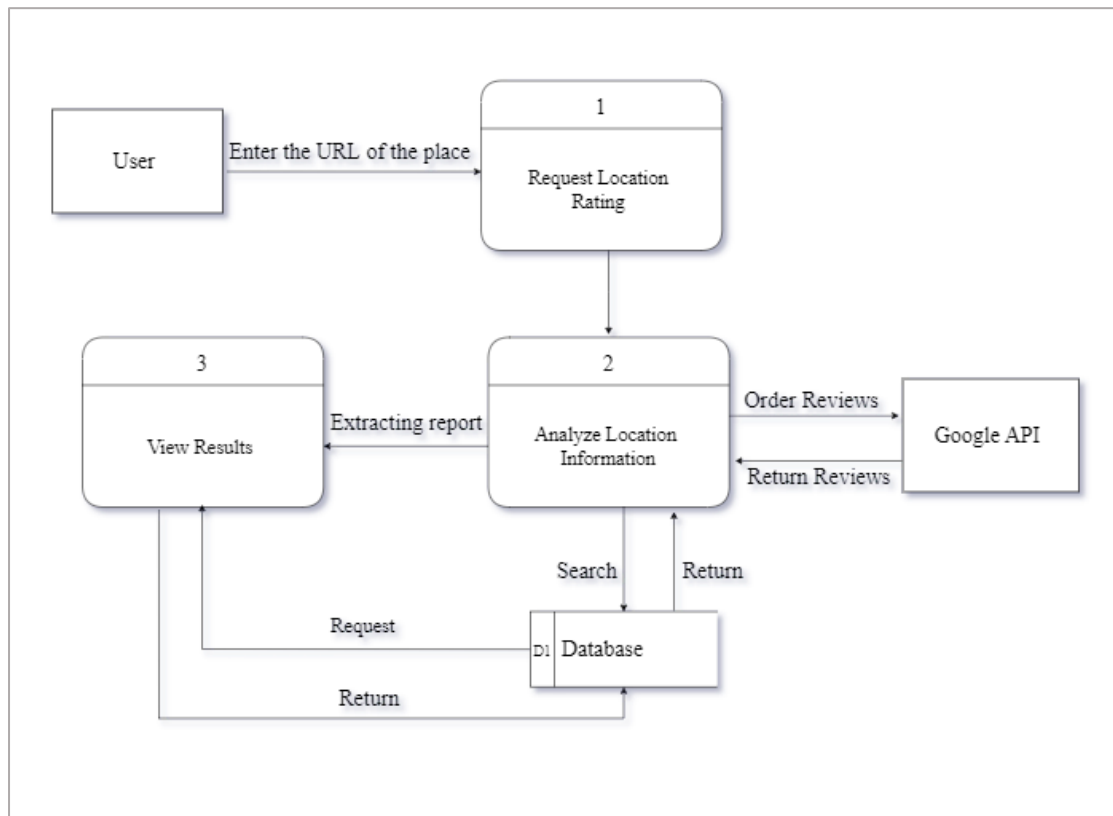 1
User
Enter the URL of the place
Request Location
Rating
3
2
View Results
Extracting report
Analyze Location
Information
Order Reviews
Return Reviews
Google API
Search
Return
Request
D1
Database
Return